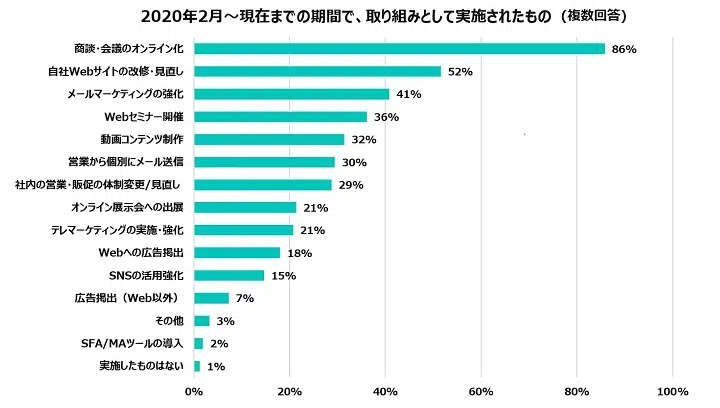 2020年2月～現在までの期間で、取り組みとして実施されたもの（複数回答）
商談・会議のオンライン化 86%
自社Webサイトの改修・見直し 52%
メールマーケティングの強化 41%
Webセミナー開催 36%
動画コンテンツ制作 32%
営業から個別にメール送信 30%
社内の営業・販促の体制変更/見直し 29%
オンライン展示会への出展 21%
テレマーケティングの実施・強化 21%
Webへの広告掲出 18%
SNSの活用強化 15%
広告掲出（Web以外） 7%
その他 3%
SFA/MAツールの導入 2%
実施したものはない 1%
0% 20% 40% 60% 80% 100%